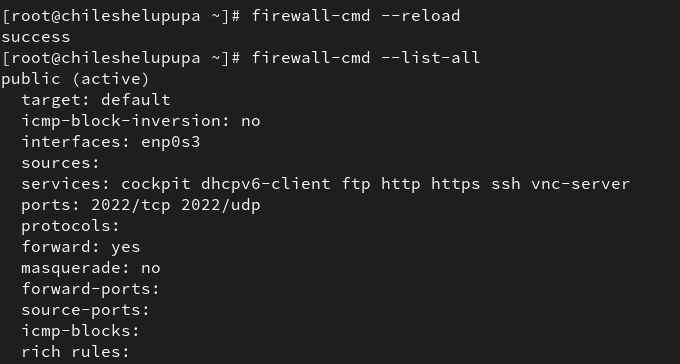 [root@chileshelupupa ~]# firewall-cmd --reload
success
[root@chileshelupupa ~]# firewall-cmd --list-all
public (active)
  target: default
  icmp-block-inversion: no
  interfaces: enp0s3
  sources:
  services: cockpit dhcpv6-client ftp http https ssh vnc-server
  ports: 2022/tcp 2022/udp
  protocols:
  forward: yes
  masquerade: no
  forward-ports:
  source-ports:
  icmp-blocks:
  rich rules: